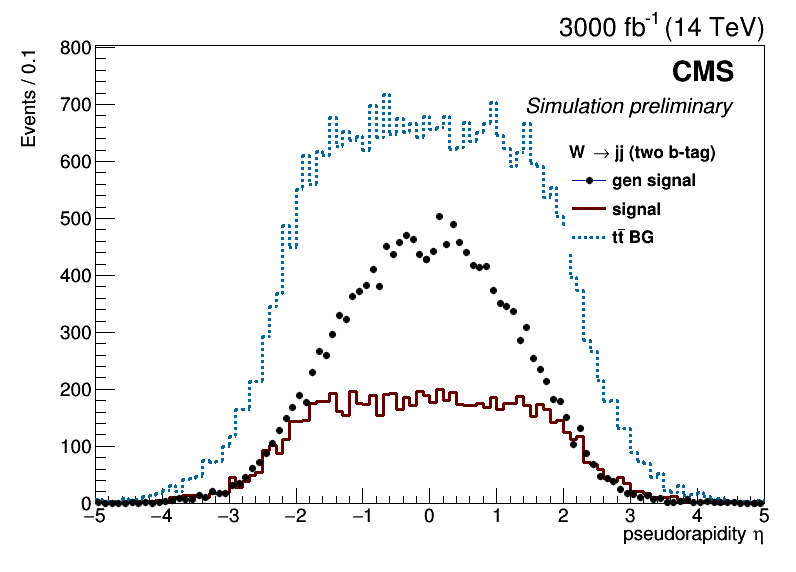 3000 fb⁻¹ (14 TeV)
CMS
Simulation preliminary
W → jj (two b-tag)
gen signal
signal
tt̄ BG
Events / 0.1
800
700
600
500
400
300
200
100
0
−5 −4 −3 −2 −1 0 1 2 3 4 5
pseudorapidity η